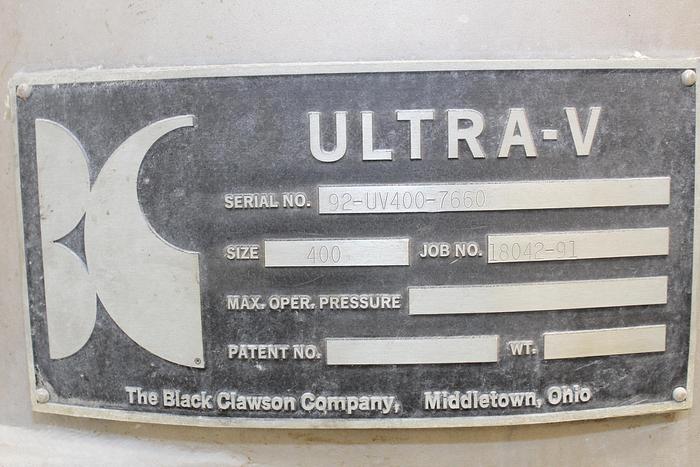 ULTRA-V
SERIAL NO. 92-UV400-7660
SIZE 400 JOB NO. 18042-91
MAX. OPER. PRESSURE
PATENT NO. WT.
®
The Black Clawson Company, Middletown, Ohio